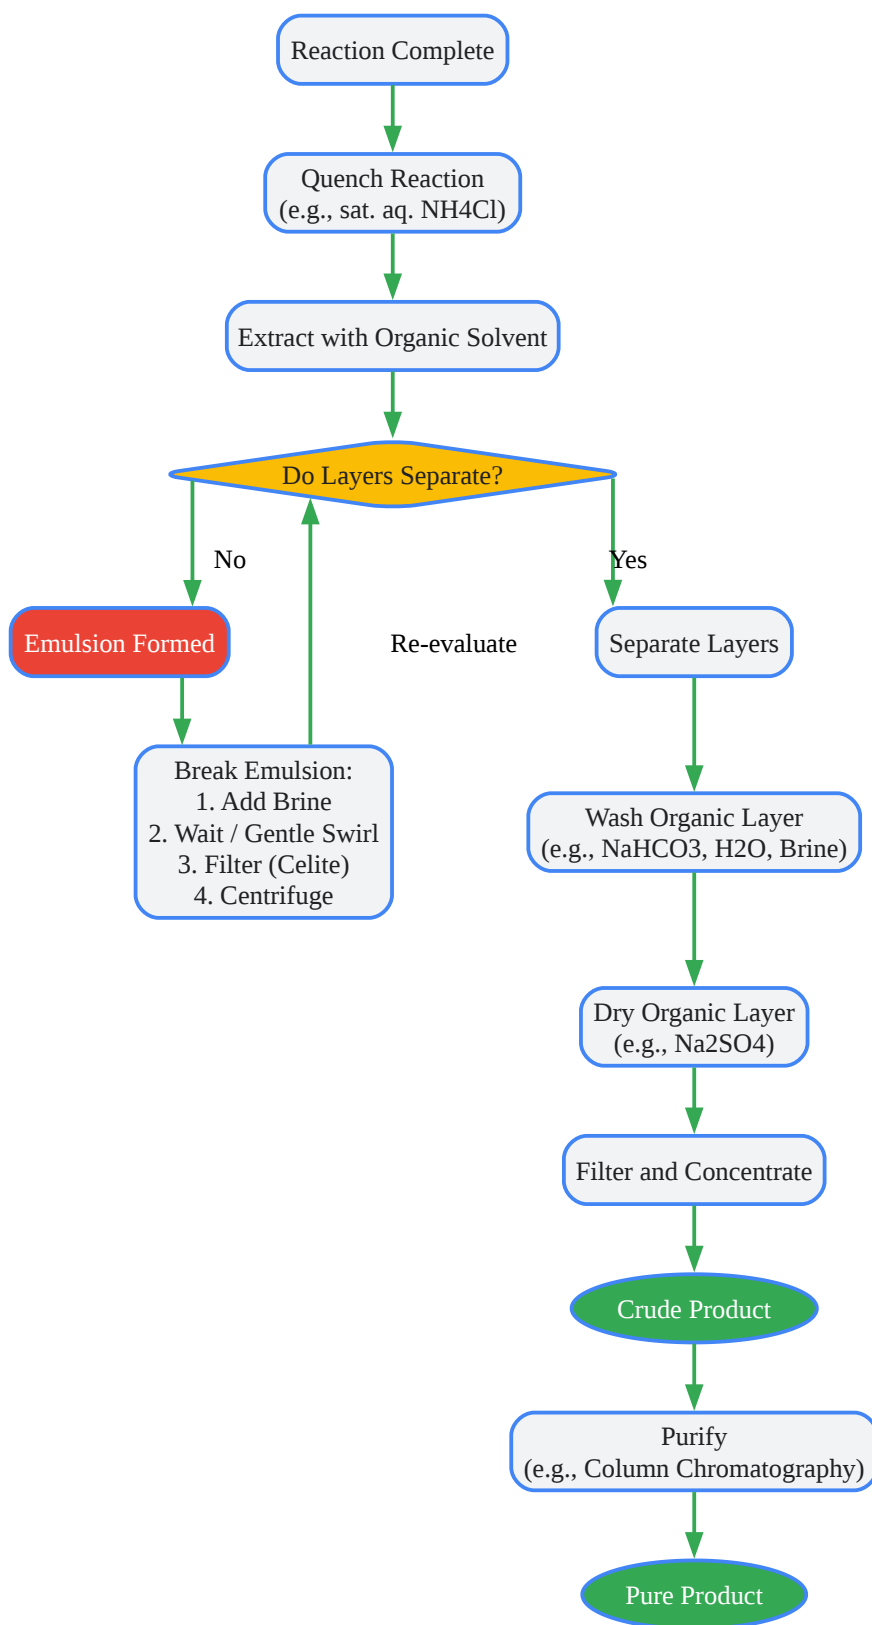 Reaction Complete
Quench Reaction
(e.g., sat. aq. NH4Cl)
Extract with Organic Solvent
Do Layers Separate?
No
Yes
Emulsion Formed
Re-evaluate
Separate Layers
Break Emulsion:
1. Add Brine
2. Wait / Gentle Swirl
3. Filter (Celite)
4. Centrifuge
Wash Organic Layer
(e.g., NaHCO3, H2O, Brine)
Dry Organic Layer
(e.g., Na2SO4)
Filter and Concentrate
Crude Product
Purify
(e.g., Column Chromatography)
Pure Product